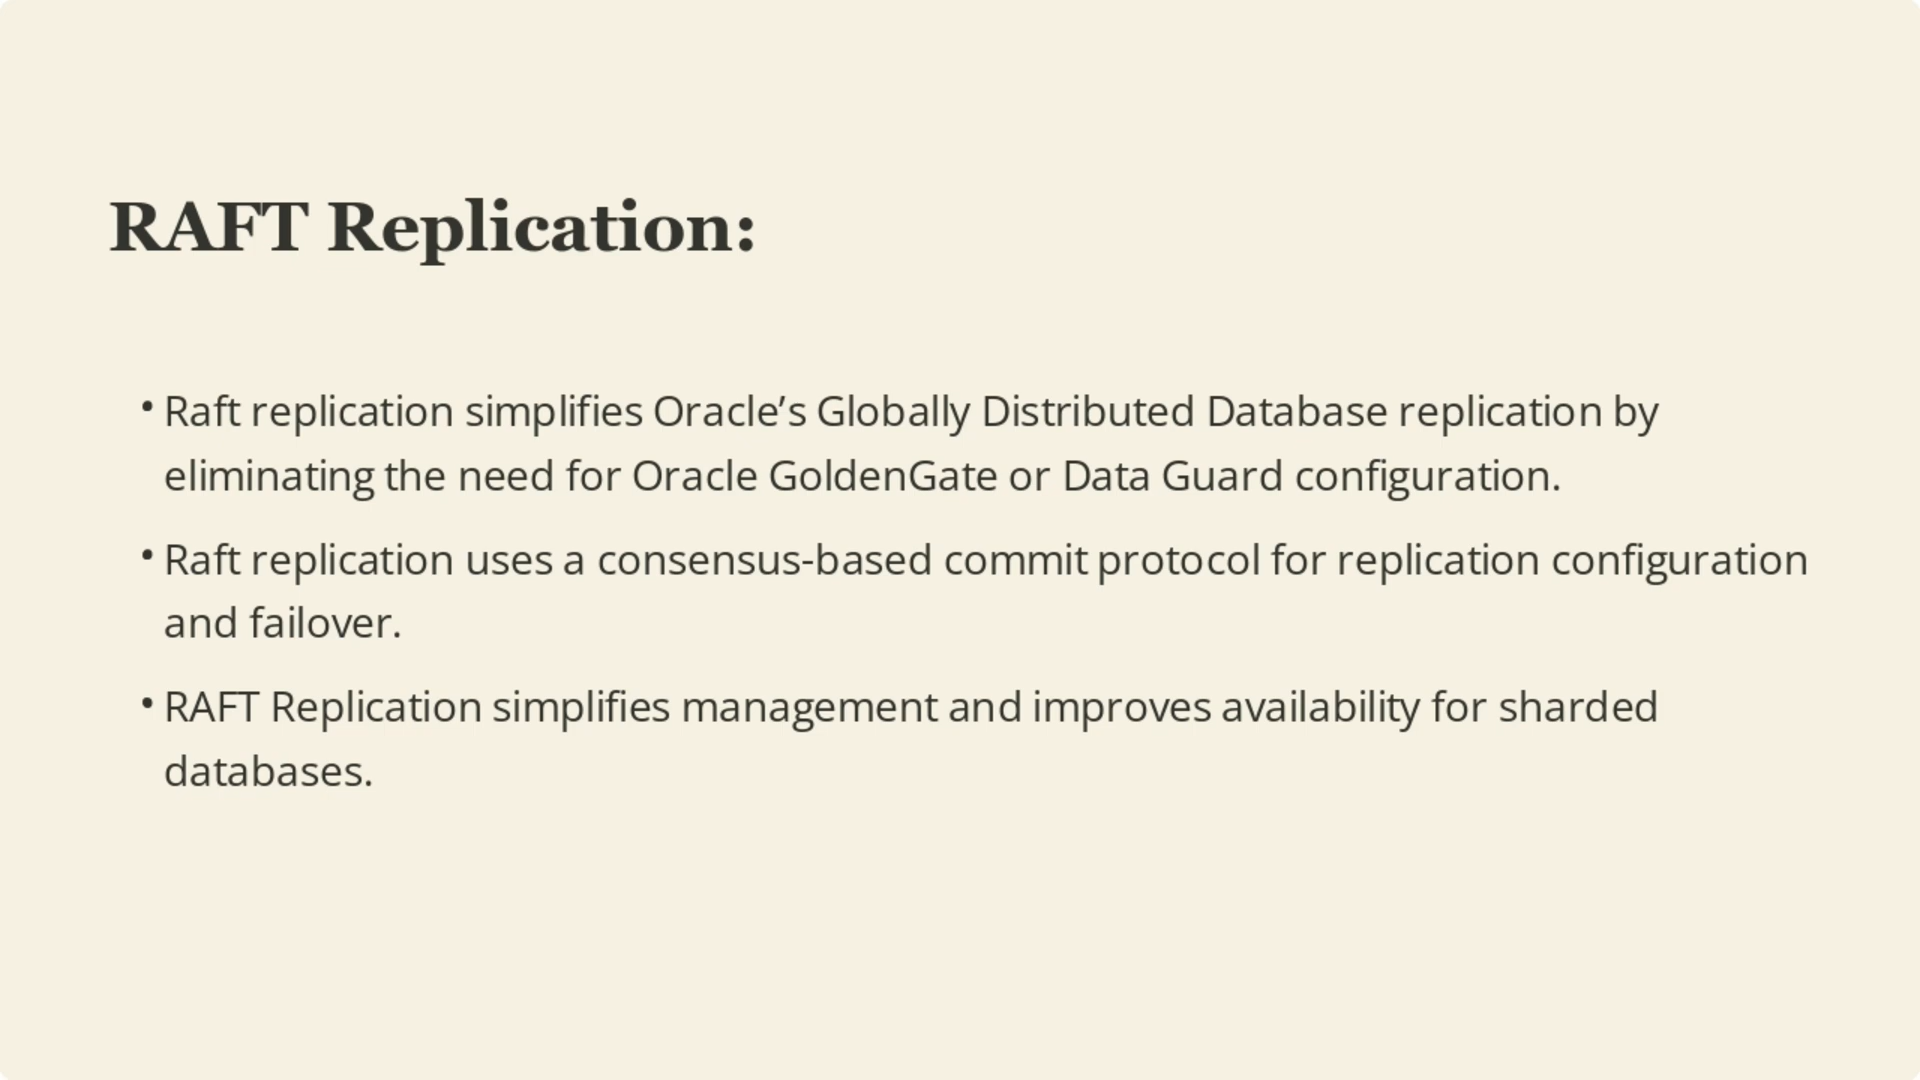 RAFT Replication:
• Raft replication simplifies Oracle’s Globally Distributed Database replication by
eliminating the need for Oracle GoldenGate or Data Guard configuration.
• Raft replication uses a consensus-based commit protocol for replication configuration
and failover.
• RAFT Replication simplifies management and improves availability for sharded
databases.